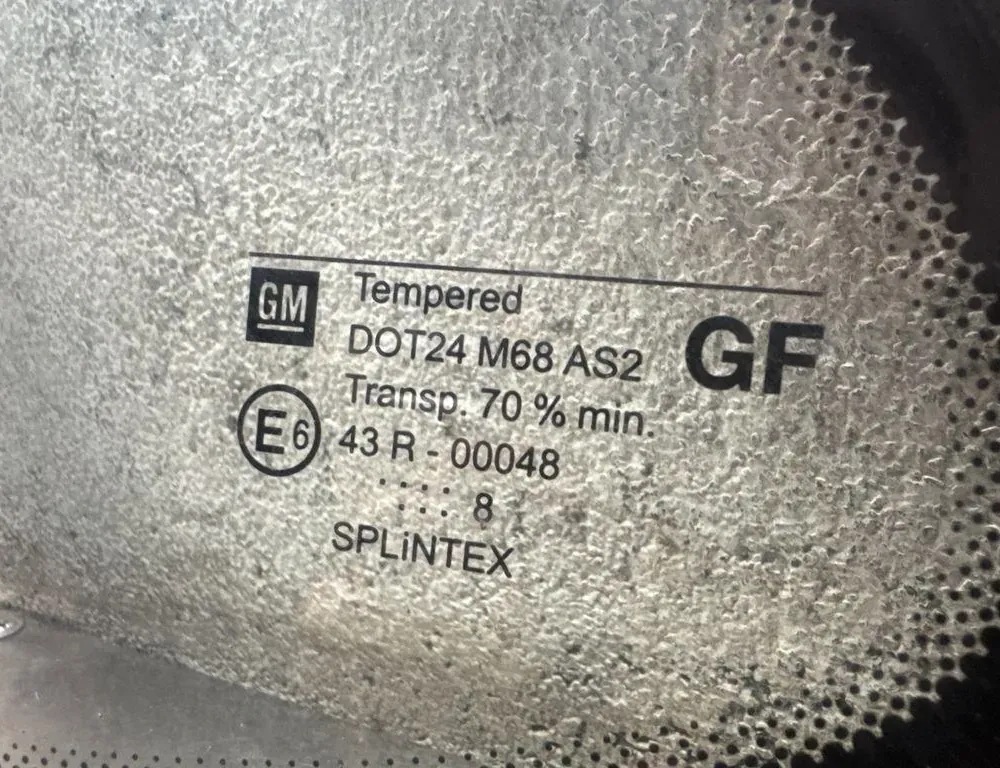 GM
Tempered
DOT24 M68 AS2
GF
Transp. 70 % min.
E6 43 R - 00048
.... 8
...
SPLiNTEX